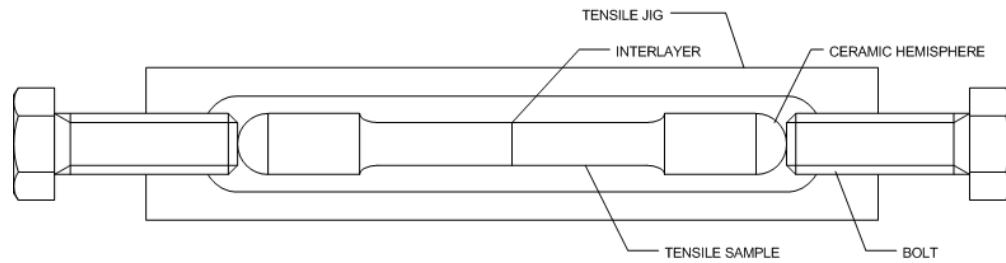 TENSILE JIG
INTERLAYER
CERAMIC HEMISPHERE
TENSILE SAMPLE
BOLT